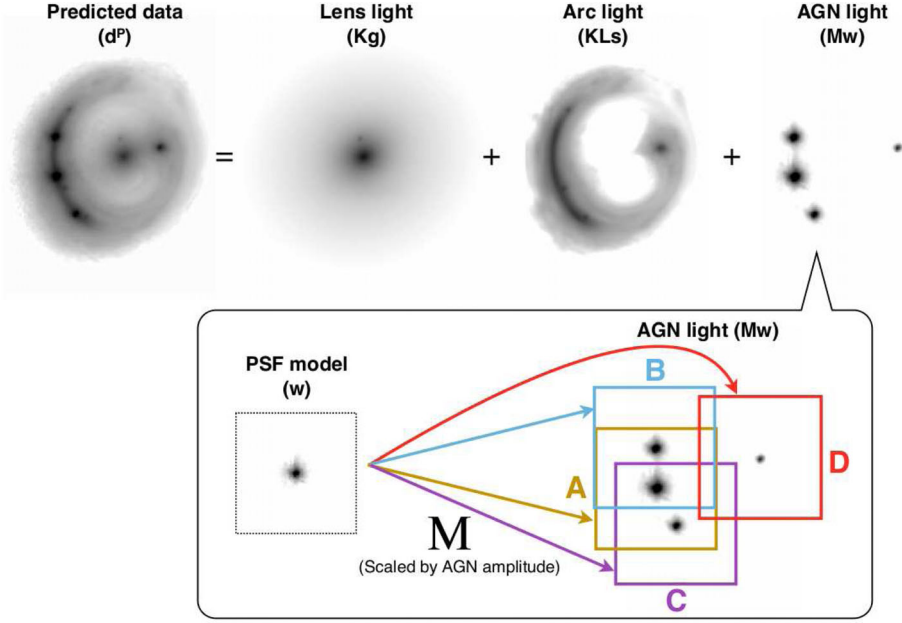 Predicted data
(dᴾ)
Lens light
(Kg)
Arc light
(KLs)
AGN light
(Mw)
=
+
+
AGN light (Mw)
PSF model
(w)
B
A
D
C
M
(Scaled by AGN amplitude)